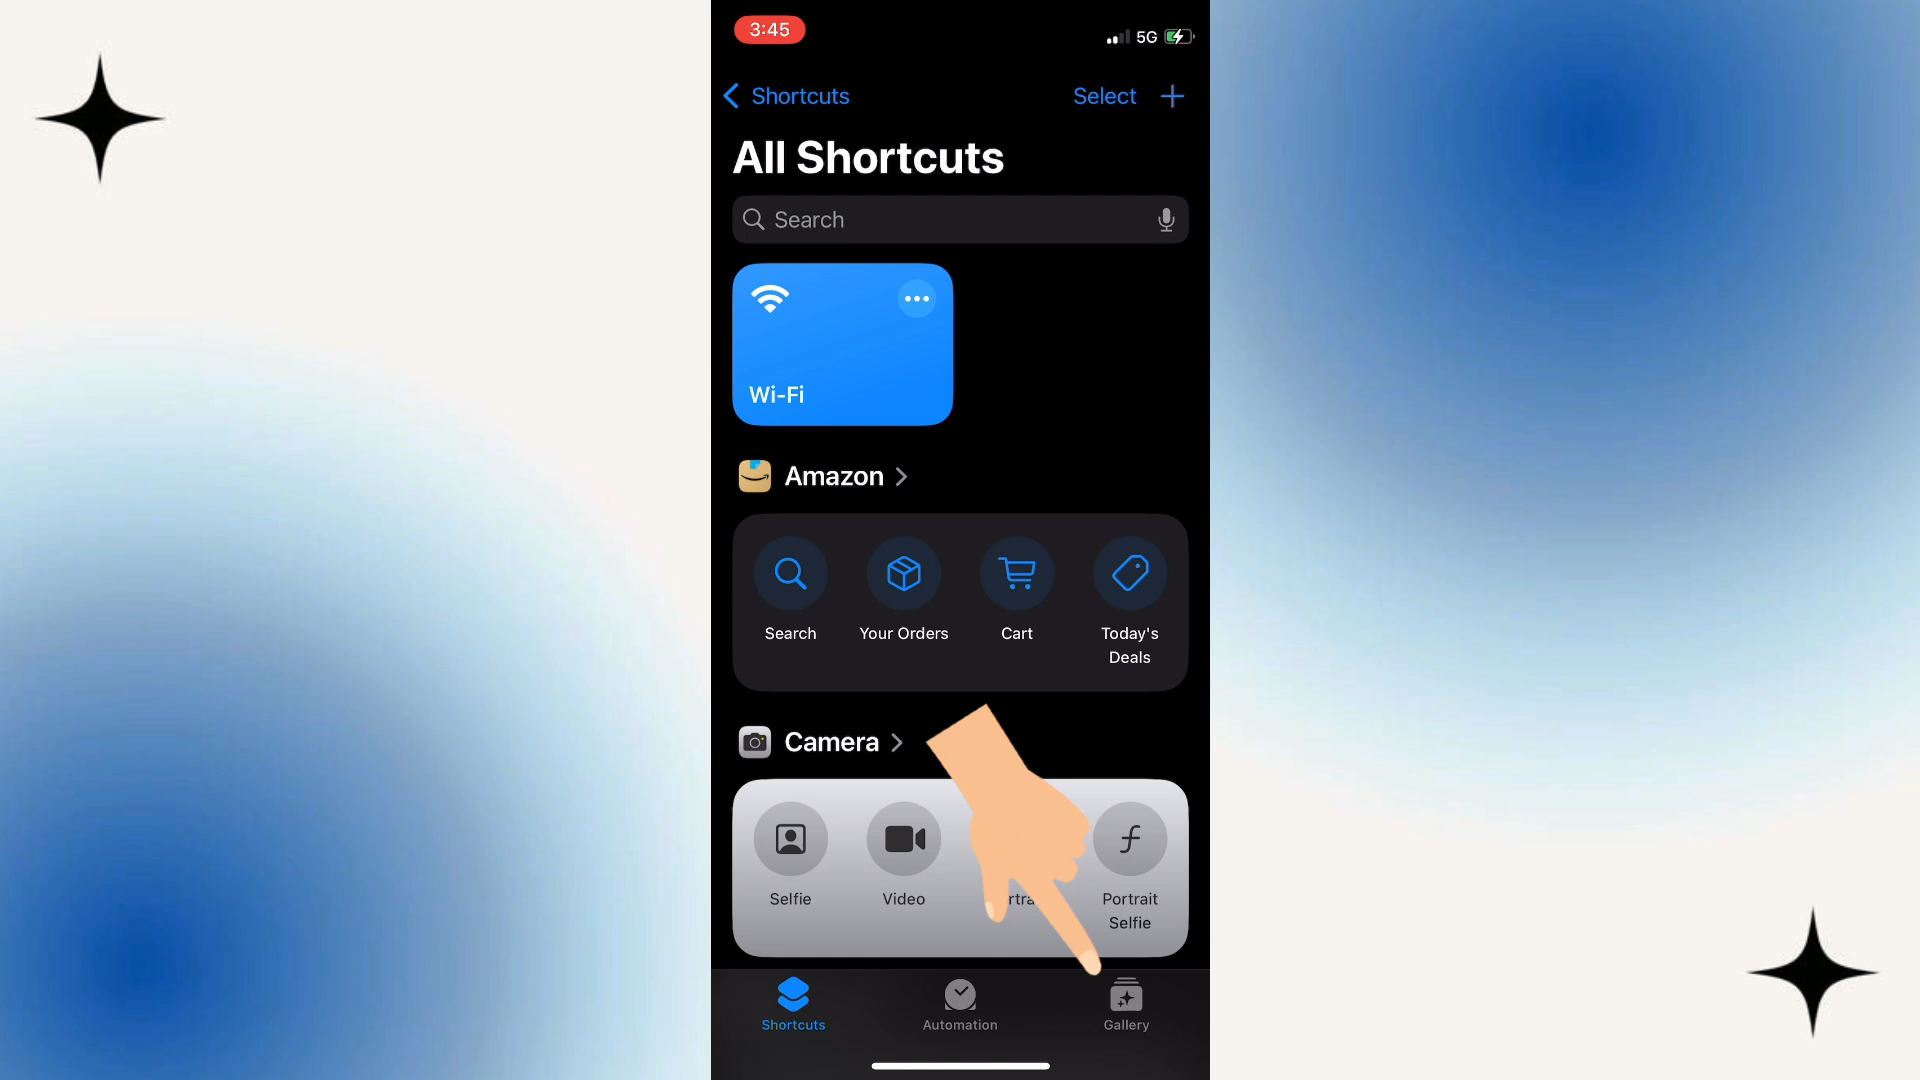 3:45
5G
Shortcuts
Select
All Shortcuts
Search
Wi-Fi
Amazon
Search
Your Orders
Cart
Today's
Deals
Camera
Selfie
Video
Portrait
Selfie
Shortcuts
Automation
Gallery